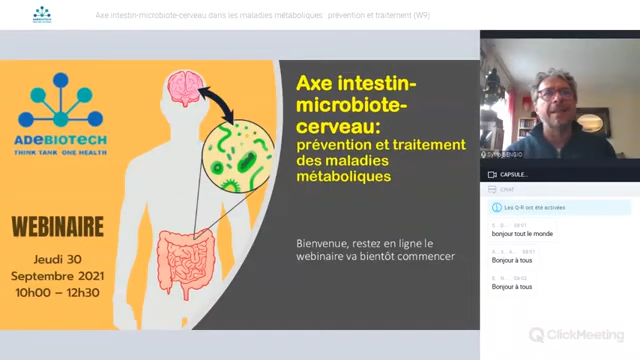 Axe intestin-microbiote-cerveau dans les maladies métaboliques : prévention et traitement (W9)
ADEBIOTECH
THINK TANK ONE HEALTH
WEBINAIRE
Jeudi 30
Septembre 2021
10h00 – 12h30
Axe intestin-
microbiote-
cerveau:
prévention et traitement
des maladies
métaboliques
Bienvenue, restez en ligne le
webinaire va bientôt commencer
CAPSULE...
CHAT
Les Q-R ont été activées
bonjour tout le monde
Bonjour à tous
Bonjour à tous
ClickMeeting